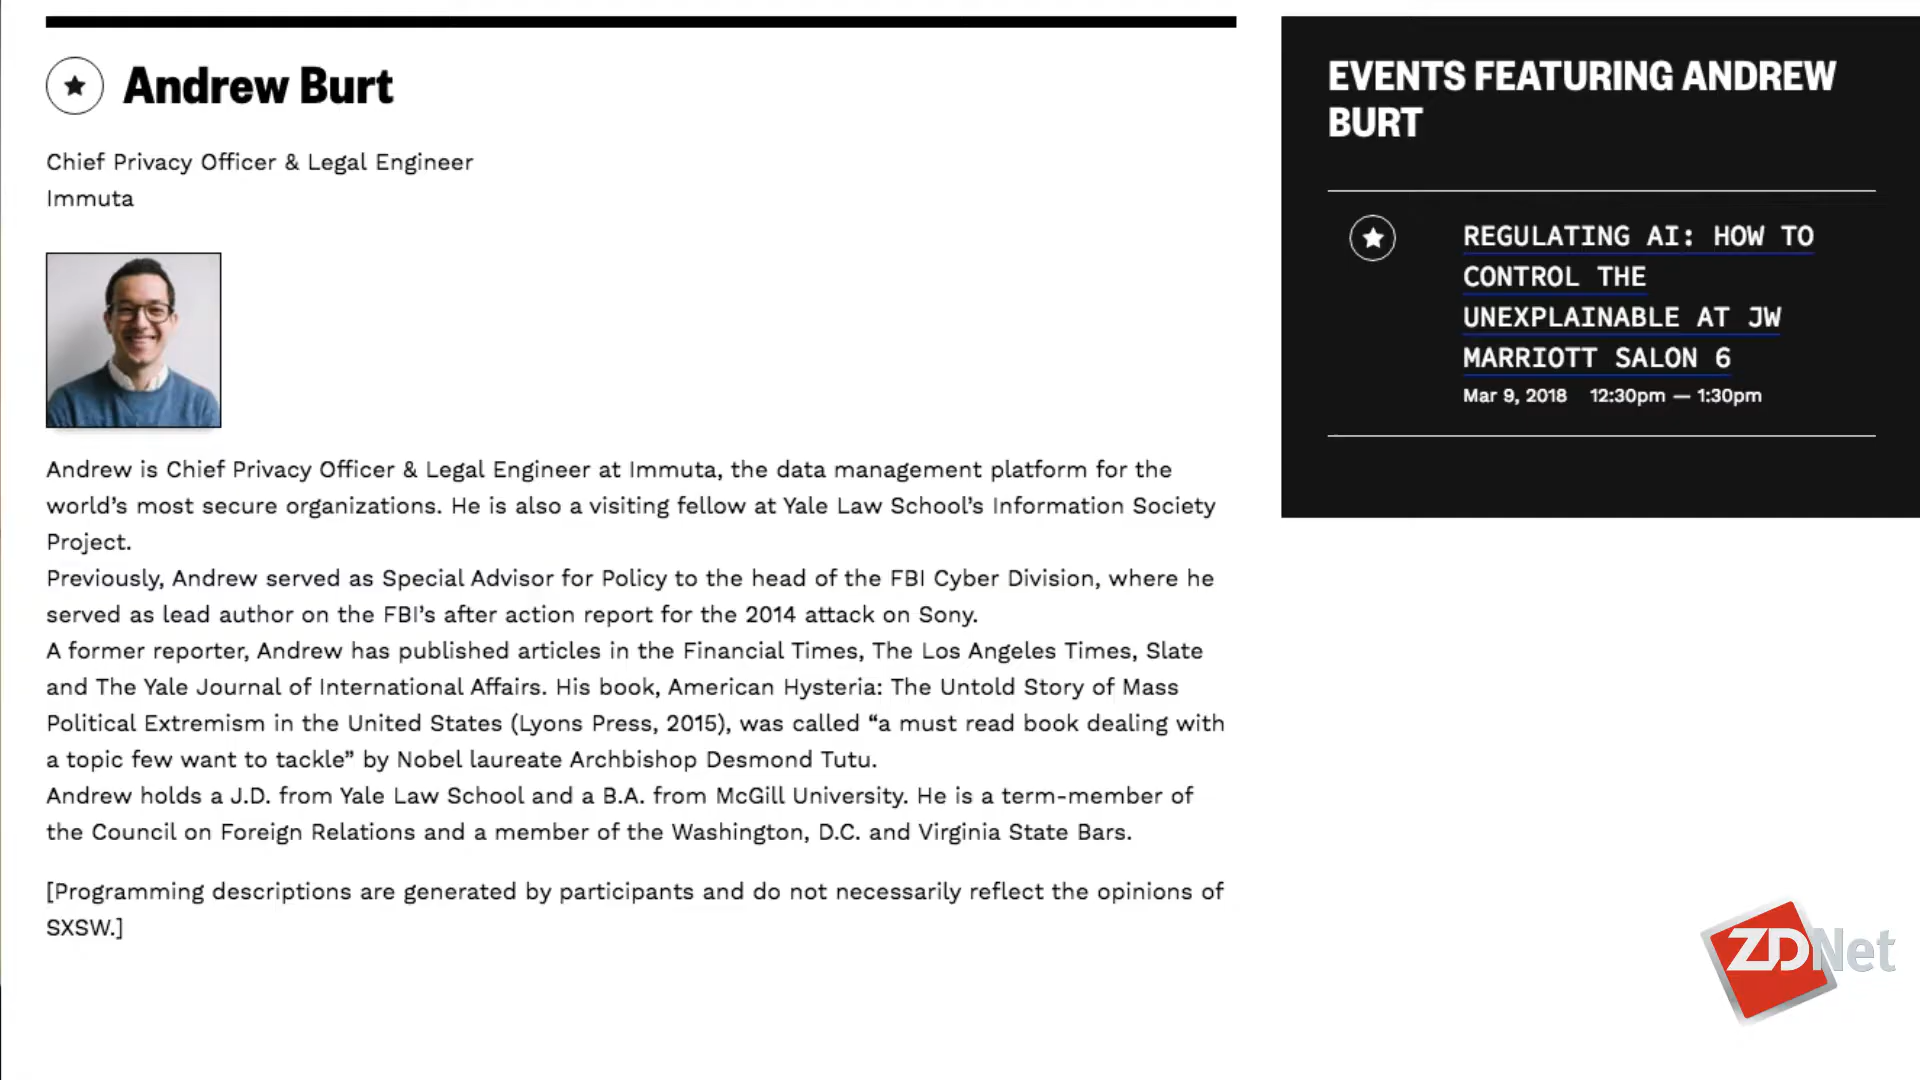 Andrew Burt
Chief Privacy Officer & Legal Engineer
Immuta
Andrew is Chief Privacy Officer & Legal Engineer at Immuta, the data management platform for the
world’s most secure organizations. He is also a visiting fellow at Yale Law School’s Information Society
Project.
Previously, Andrew served as Special Advisor for Policy to the head of the FBI Cyber Division, where he
served as lead author on the FBI’s after action report for the 2014 attack on Sony.
A former reporter, Andrew has published articles in the Financial Times, The Los Angeles Times, Slate
and The Yale Journal of International Affairs. His book, American Hysteria: The Untold Story of Mass
Political Extremism in the United States (Lyons Press, 2015), was called “a must read book dealing with
a topic few want to tackle” by Nobel laureate Archbishop Desmond Tutu.
Andrew holds a J.D. from Yale Law School and a B.A. from McGill University. He is a term-member of
the Council on Foreign Relations and a member of the Washington, D.C. and Virginia State Bars.
[Programming descriptions are generated by participants and do not necessarily reflect the opinions of
SXSW.]
EVENTS FEATURING ANDREW
BURT
REGULATING AI: HOW TO
CONTROL THE
UNEXPLAINABLE AT JW
MARRIOTT SALON 6
Mar 9, 2018 12:30pm — 1:30pm
ZDNet